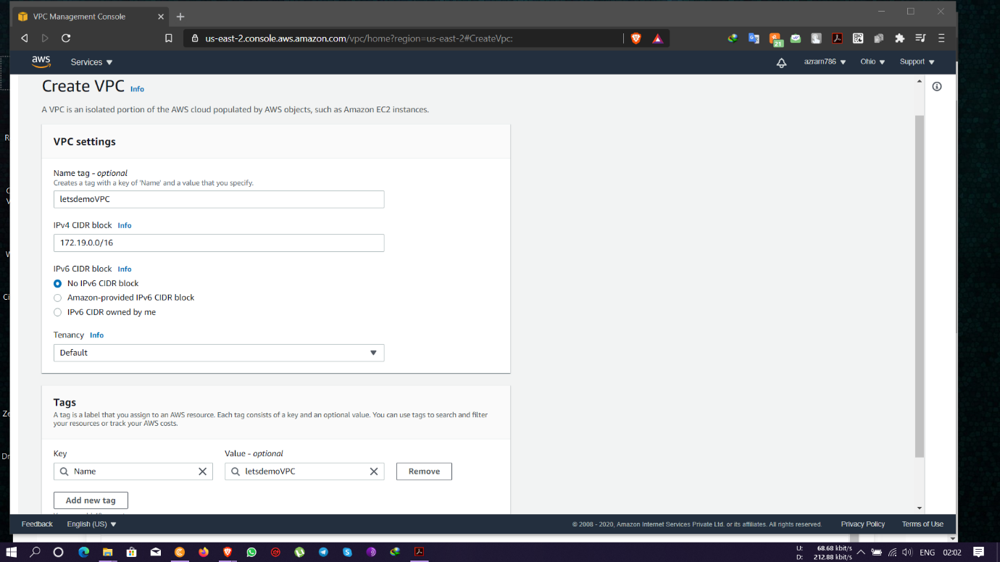 VPC Management Console
us-east-2.console.aws.amazon.com/vpc/home?region=us-east-2#CreateVpc:
21
aws Services azram786 Ohio Support
Create VPC Info
A VPC is an isolated portion of the AWS cloud populated by AWS objects, such as Amazon EC2 instances.
VPC settings
Name tag - optional
Creates a tag with a key of 'Name' and a value that you specify.
letsdemoVPC
IPv4 CIDR block Info
172.19.0.0/16
IPv6 CIDR block Info
No IPv6 CIDR block
Amazon-provided IPv6 CIDR block
IPv6 CIDR owned by me
Tenancy Info
Default
Tags
A tag is a label that you assign to an AWS resource. Each tag consists of a key and an optional value. You can use tags to search and filter
your resources or track your AWS costs.
Key Value - optional
Name letsdemoVPC Remove
Add new tag
Feedback English (US) © 2008 - 2020, Amazon Internet Services Private Ltd. or its affiliates. All rights reserved. Privacy Policy Terms of Use
U: 68.68 kbit/s
D: 212.88 kbit/s
ENG 02:02